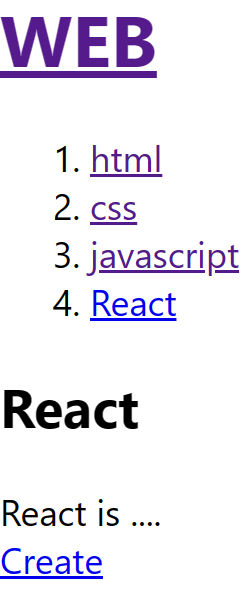 WEB
1. html
2. css
3. javascript
4. React
React
React is ....
Create